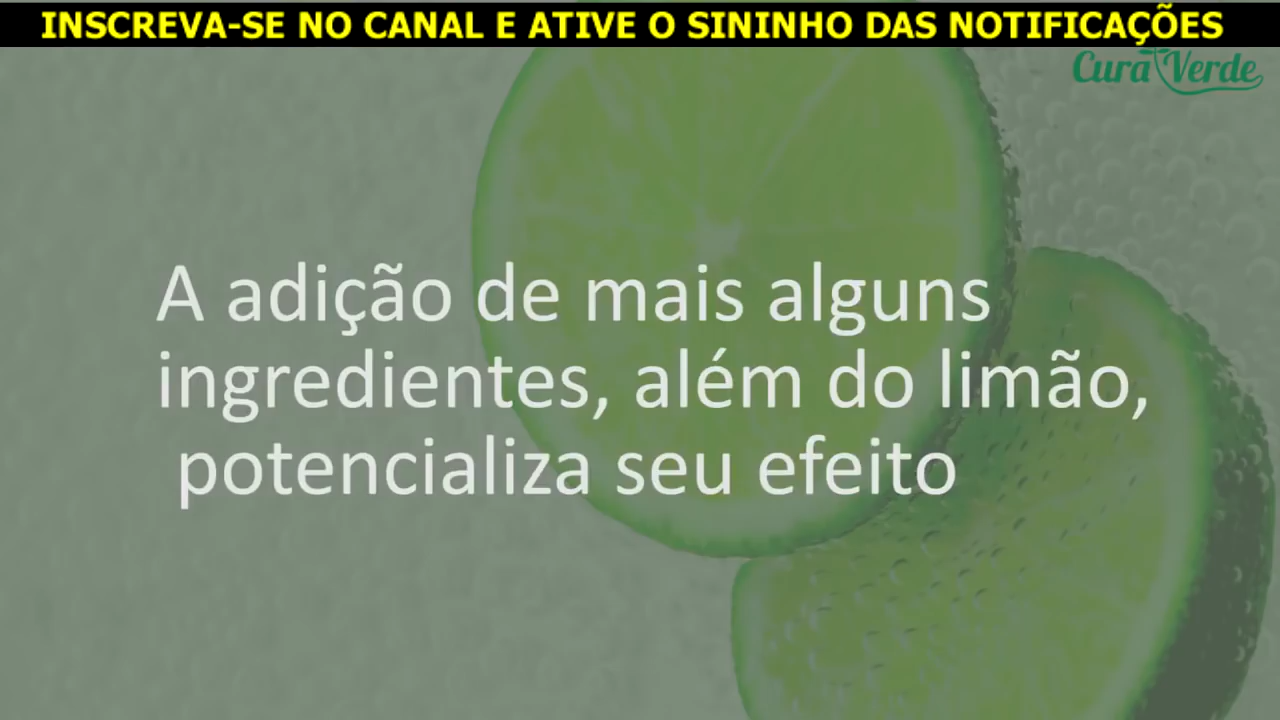 INSCREVA-SE NO CANAL E ATIVE O SININHO DAS NOTIFICAÇÕES
Cura Verde
A adição de mais alguns
ingredientes, além do limão,
potencializa seu efeito